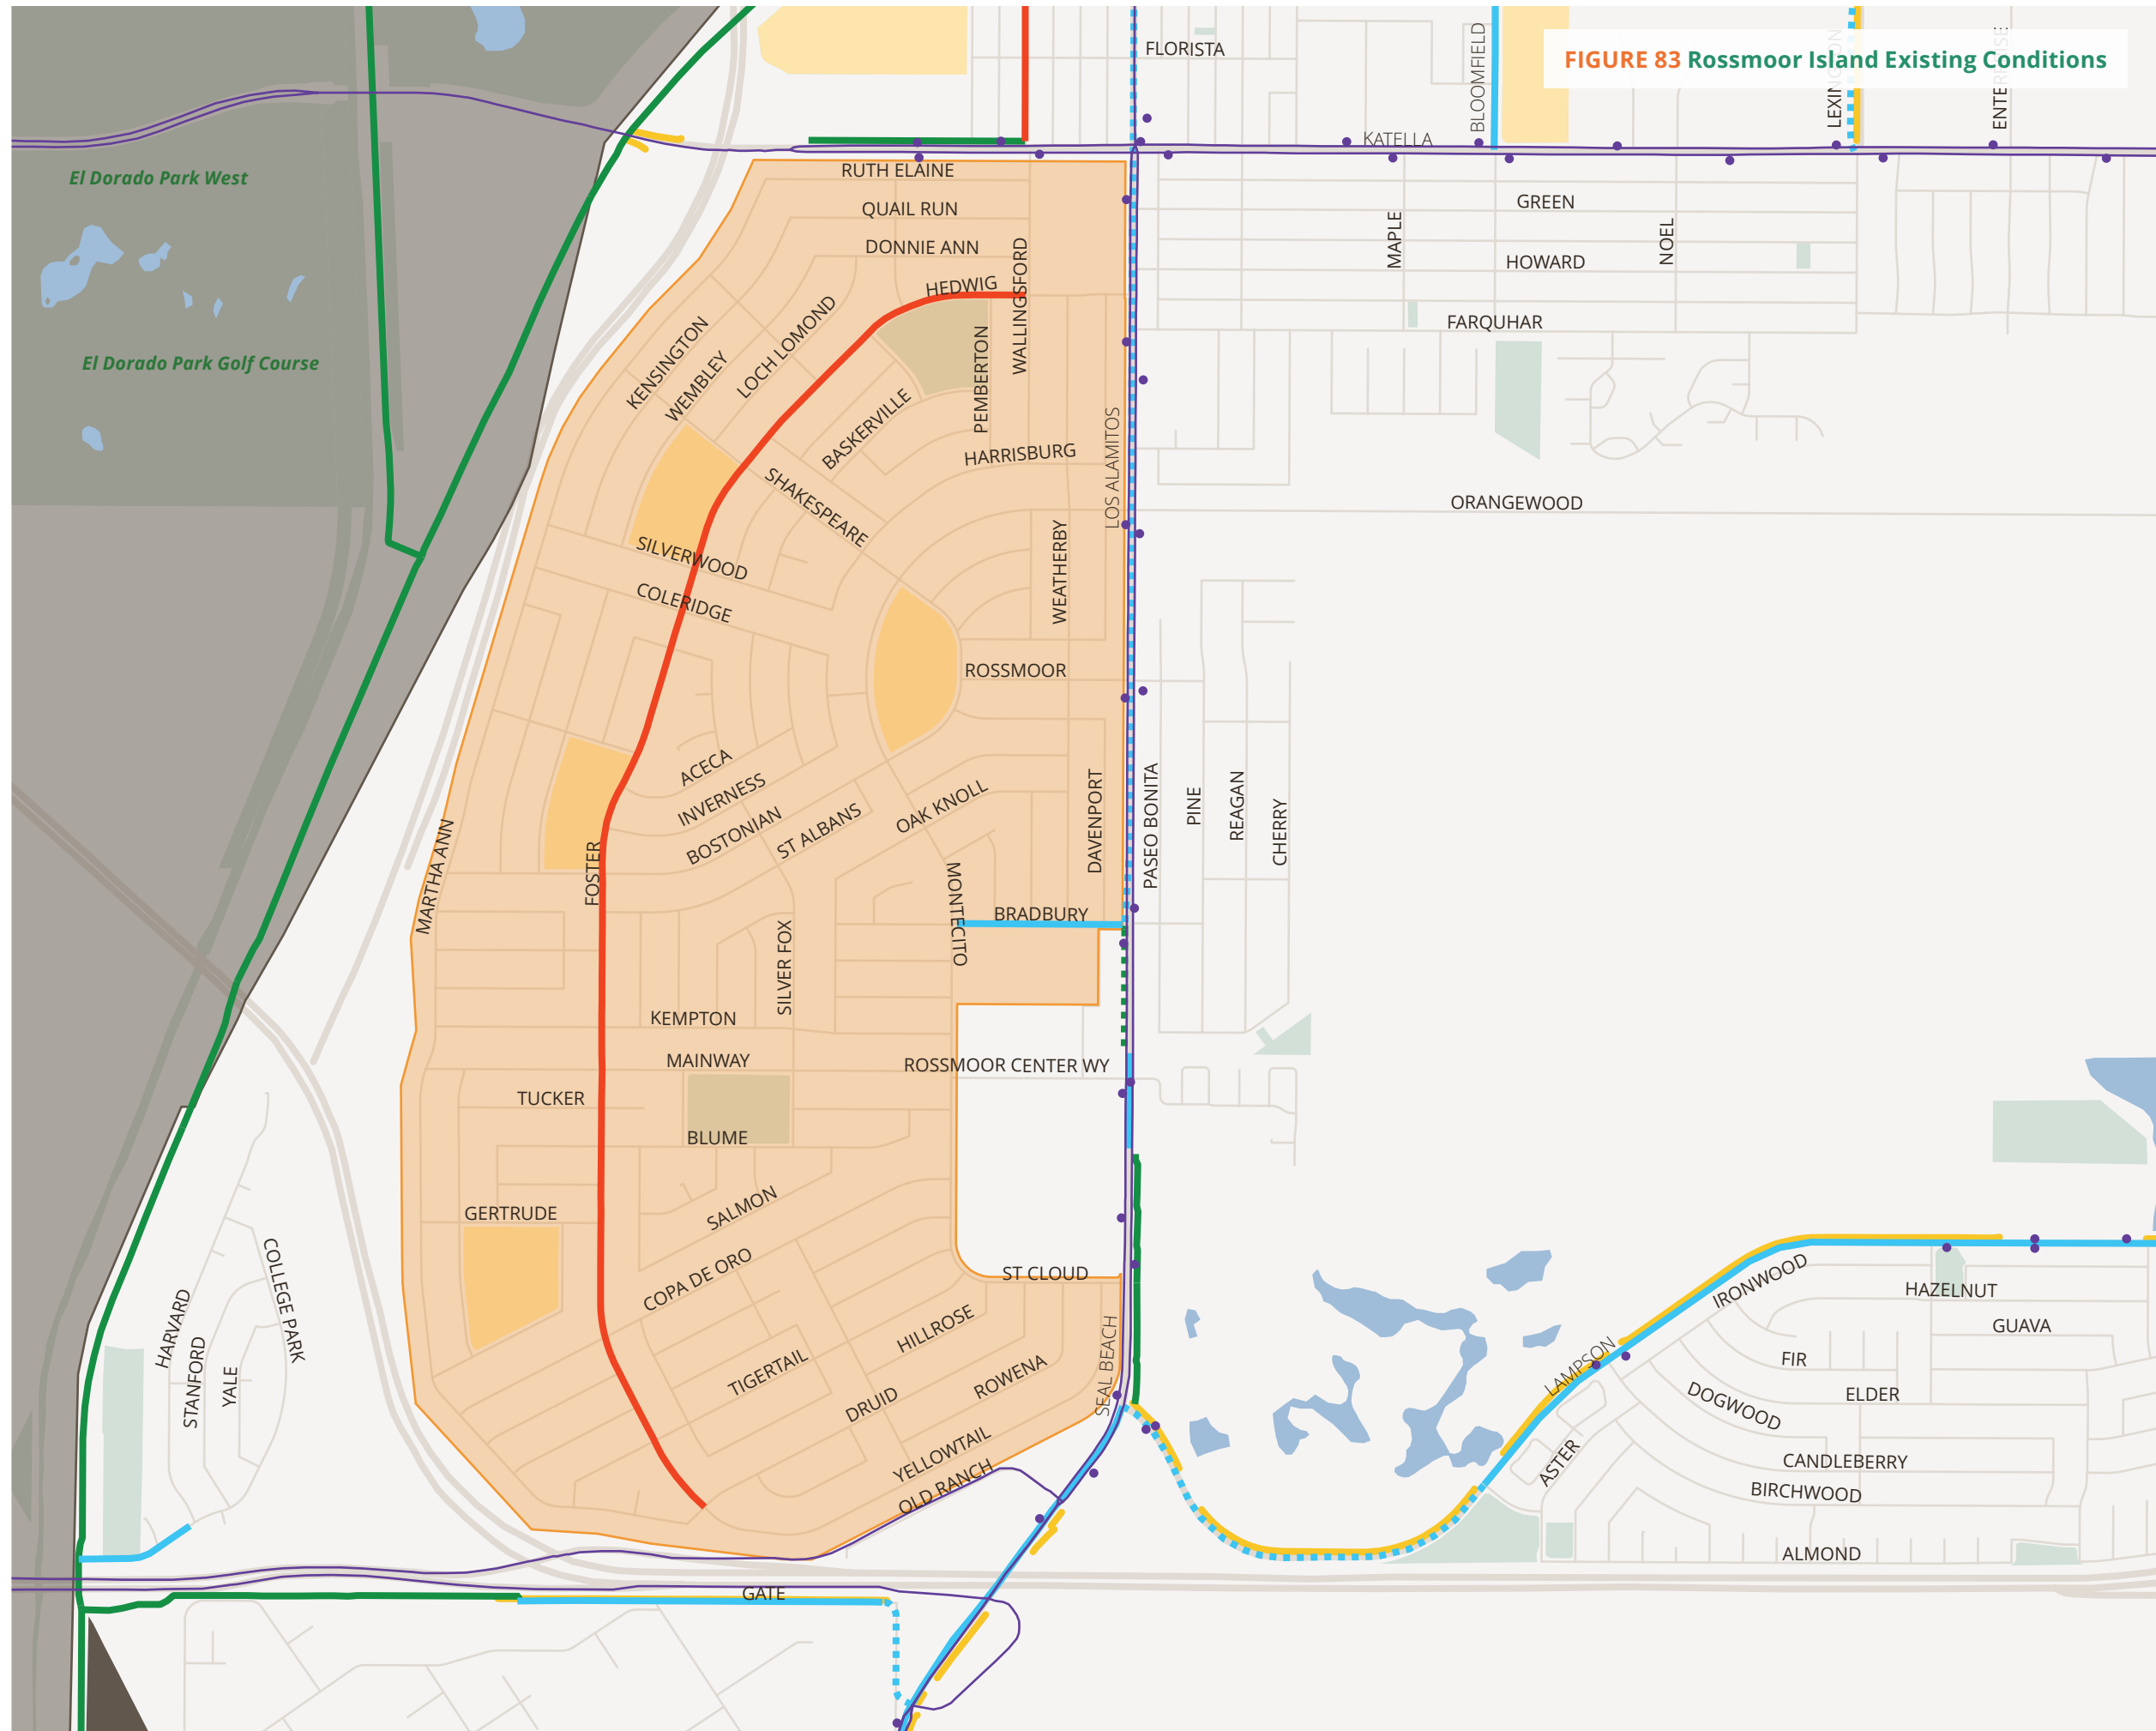 FIGURE 83 Rossmoor Island Existing Conditions
FLORISTA
BLOOMFIELD
LEXINGTON
ENTERPRISE
KATELLA
El Dorado Park West
RUTH ELAINE
QUAIL RUN
DONNIE ANN
HEDWIG
WALLINGSFORD
GREEN
MAPLE
NOEL
HOWARD
FARQUHAR
El Dorado Park Golf Course
KENSINGTON
WEMBLEY
LOCH LOMOND
PEMBERTON
BASKERVILLE
HARRISBURG
LOS ALAMITOS
SHAKESPEARE
ORANGEWOOD
SILVERWOOD
COLERIDGE
WEATHERBY
ROSSMOOR
ACECA
INVERNESS
BOSTONIAN
ST ALBANS
OAK KNOLL
DAVENPORT
PASEO BONITA
PINE
REAGAN
CHERRY
MARTHA ANN
FOSTER
MONTECITO
BRADBURY
SILVER FOX
KEMPTON
MAINWAY
ROSSMOOR CENTER WY
TUCKER
BLUME
GERTRUDE
SALMON
COPA DE ORO
ST CLOUD
COLLEGE PARK
HARVARD
STANFORD
YALE
HILLROSE
TIGERTAIL
ROWENA
DRUID
SEAL BEACH
YELLOWTAIL
OLD RANCH
GATE
IRONWOOD
HAZELNUT
GUAVA
LAMPSON
FIR
ELDER
DOGWOOD
ASTER
CANDLEBERRY
BIRCHWOOD
ALMOND